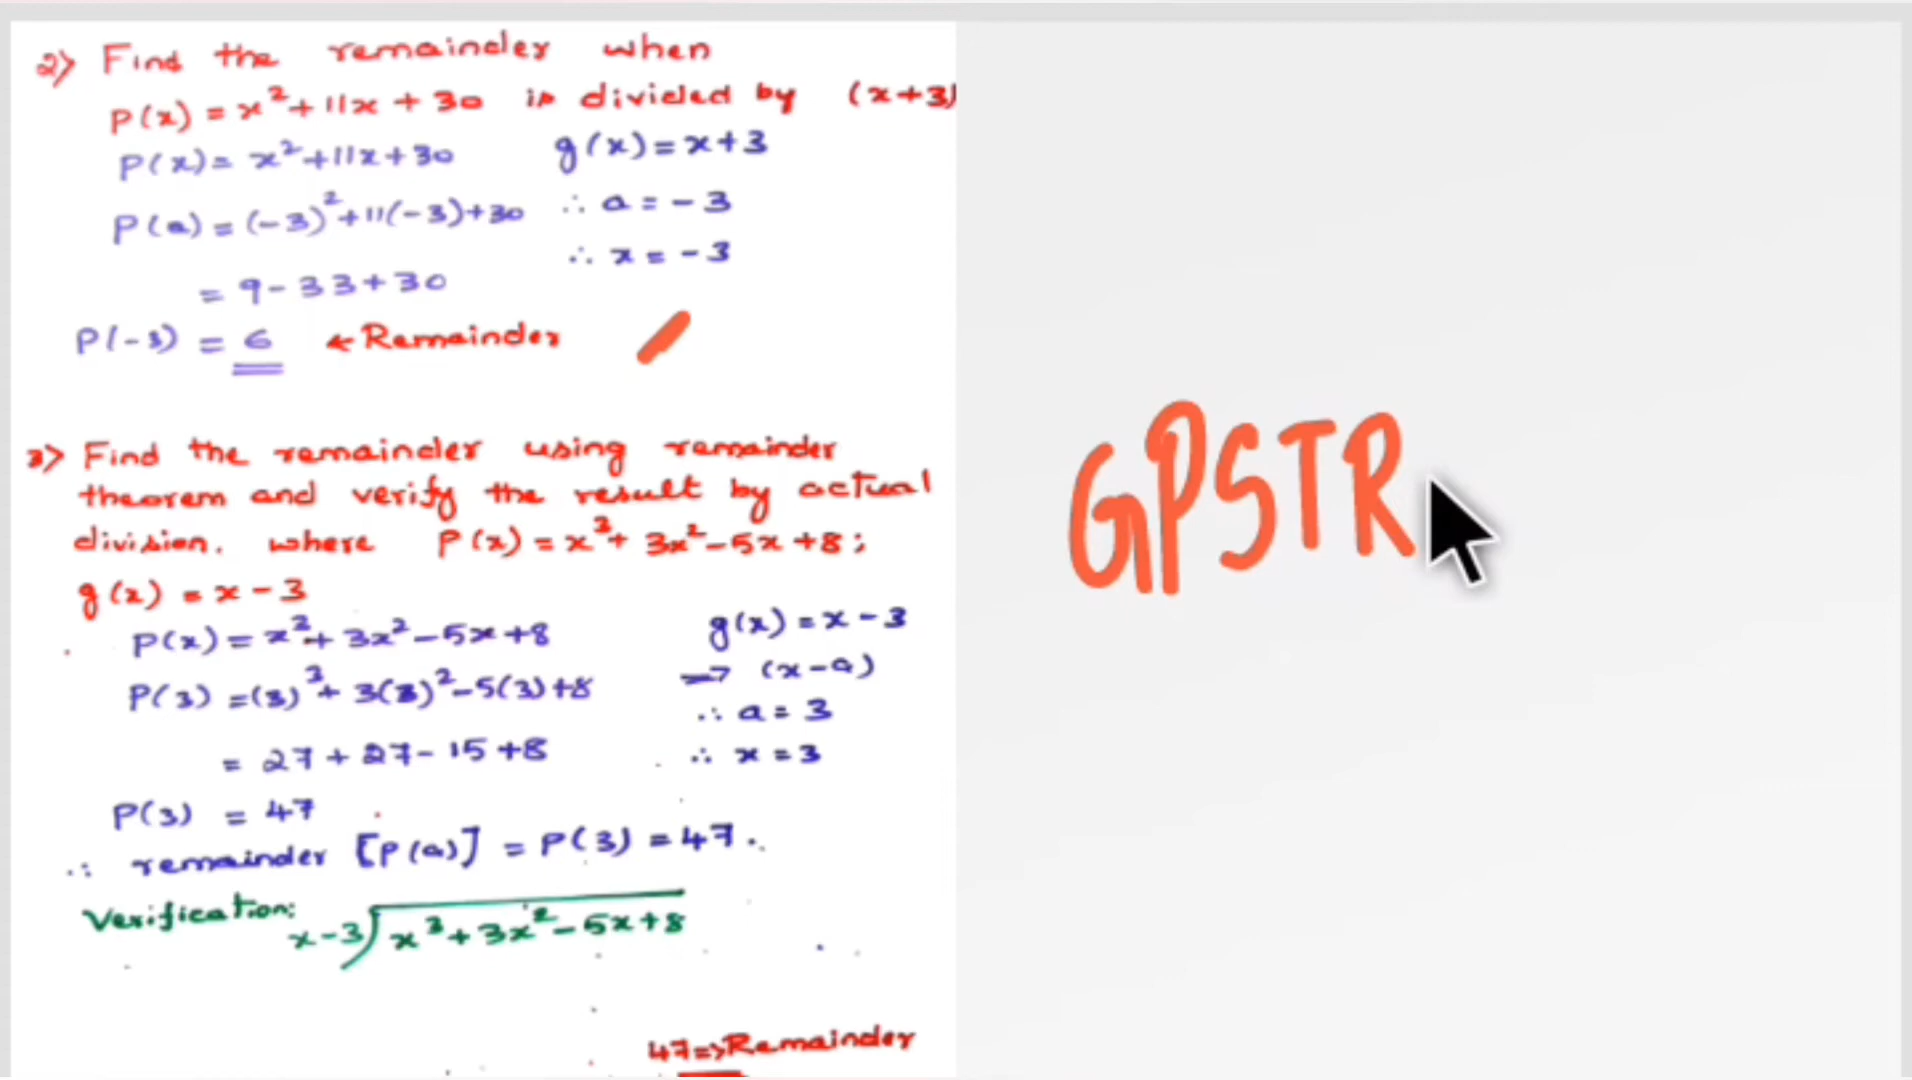 2) Find the remainder when
P(x) = x²+11x+30 is divided by (x+3)
P(x) = x²+11x+30 g(x) = x+3
P(a) = (-3)²+11(-3)+30 ∴ a = -3
∴ x = -3
= 9-33+30
P(-3) = 6 ← Remainder
3) Find the remainder using remainder
theorem and verify the result by actual
division. where P(x) = x³+ 3x²-5x+8;
g(x) = x-3
P(x) = x³+ 3x²-5x+8 g(x) = x-3
P(3) = (3)³+ 3(3)²-5(3)+8 → (x-a)
∴ a = 3
= 27+27-15+8 ∴ x = 3
P(3) = 47
∴ remainder [P(a)] = P(3) = 47.
Verification: x-3)x³+3x²-5x+8
47=>Remainder
GPSTR